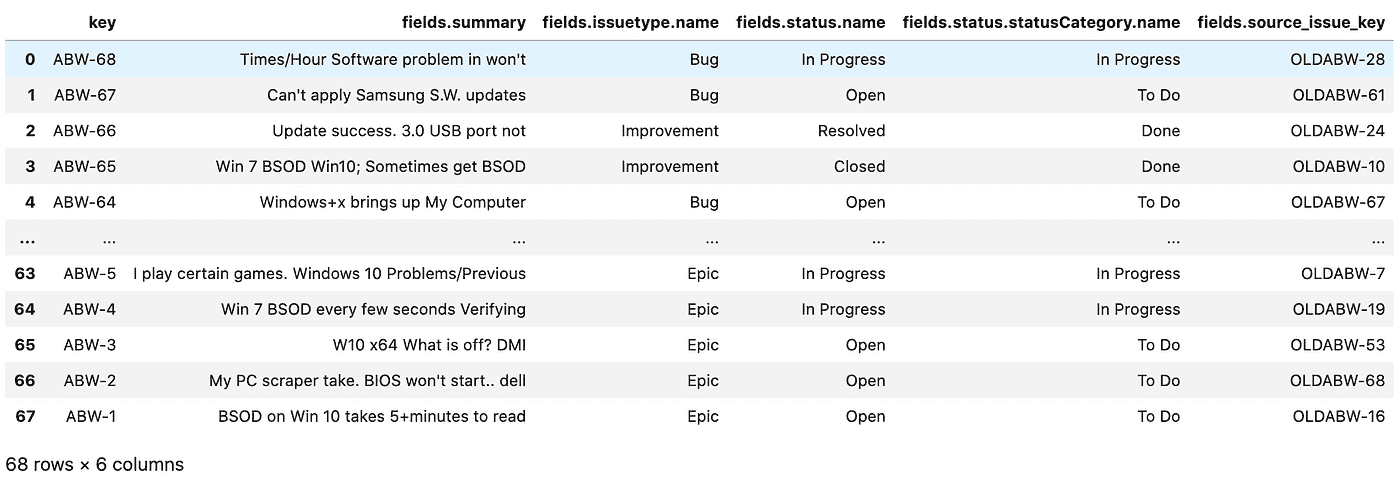 key fields.summary fields.issuetype.name fields.status.name fields.status.statusCategory.name fields.source_issue_key
0 ABW-68 Times/Hour Software problem in won't Bug In Progress In Progress OLDABW-28
1 ABW-67 Can't apply Samsung S.W. updates Bug Open To Do OLDABW-61
2 ABW-66 Update success. 3.0 USB port not Improvement Resolved Done OLDABW-24
3 ABW-65 Win 7 BSOD Win10; Sometimes get BSOD Improvement Closed Done OLDABW-10
4 ABW-64 Windows+x brings up My Computer Bug Open To Do OLDABW-67
... ... ... ... ... ... ...
63 ABW-5 I play certain games. Windows 10 Problems/Previous Epic In Progress In Progress OLDABW-7
64 ABW-4 Win 7 BSOD every few seconds Verifying Epic In Progress In Progress OLDABW-19
65 ABW-3 W10 x64 What is off? DMI Epic Open To Do OLDABW-53
66 ABW-2 My PC scraper take. BIOS won't start.. dell Epic Open To Do OLDABW-68
67 ABW-1 BSOD on Win 10 takes 5+minutes to read Epic Open To Do OLDABW-16
68 rows × 6 columns